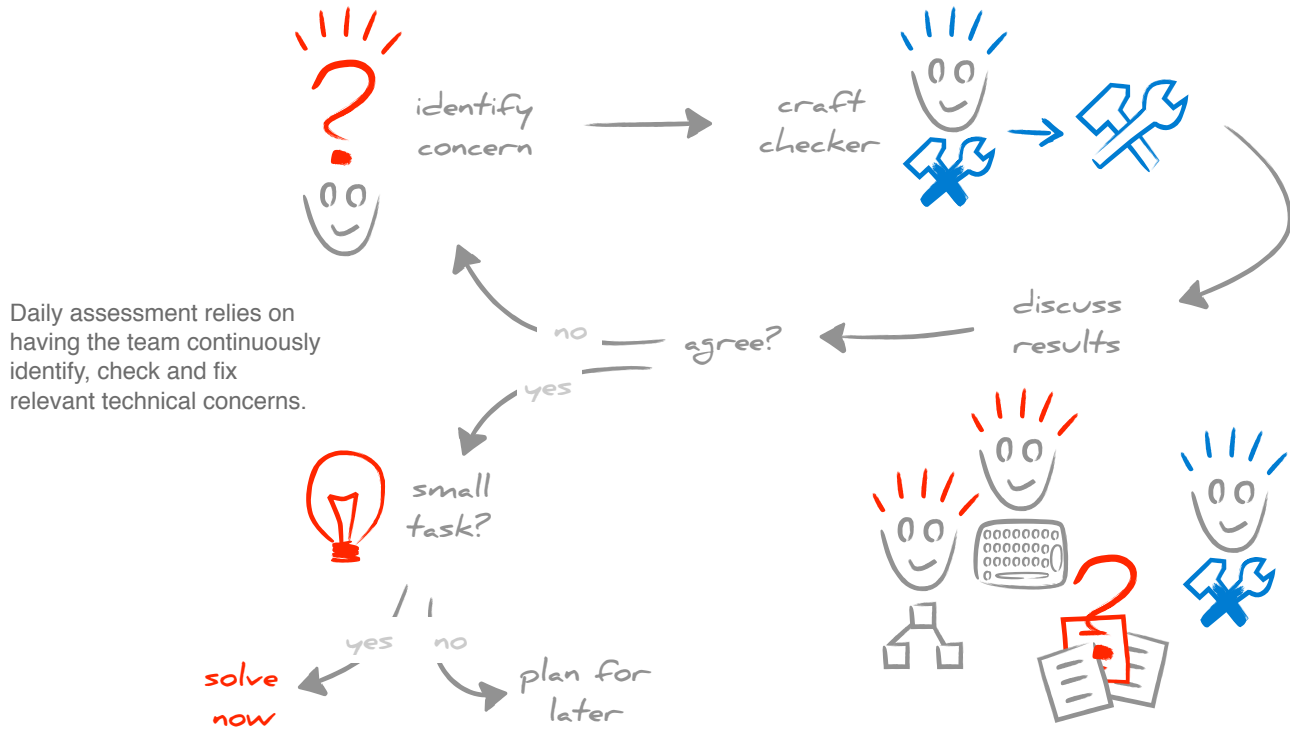 identify
concern
craft
checker
discuss
results
agree?
no
yes
Daily assessment relies on
having the team continuously
identify, check and fix
relevant technical concerns.
small
task?
yes
no
solve
now
plan for
later